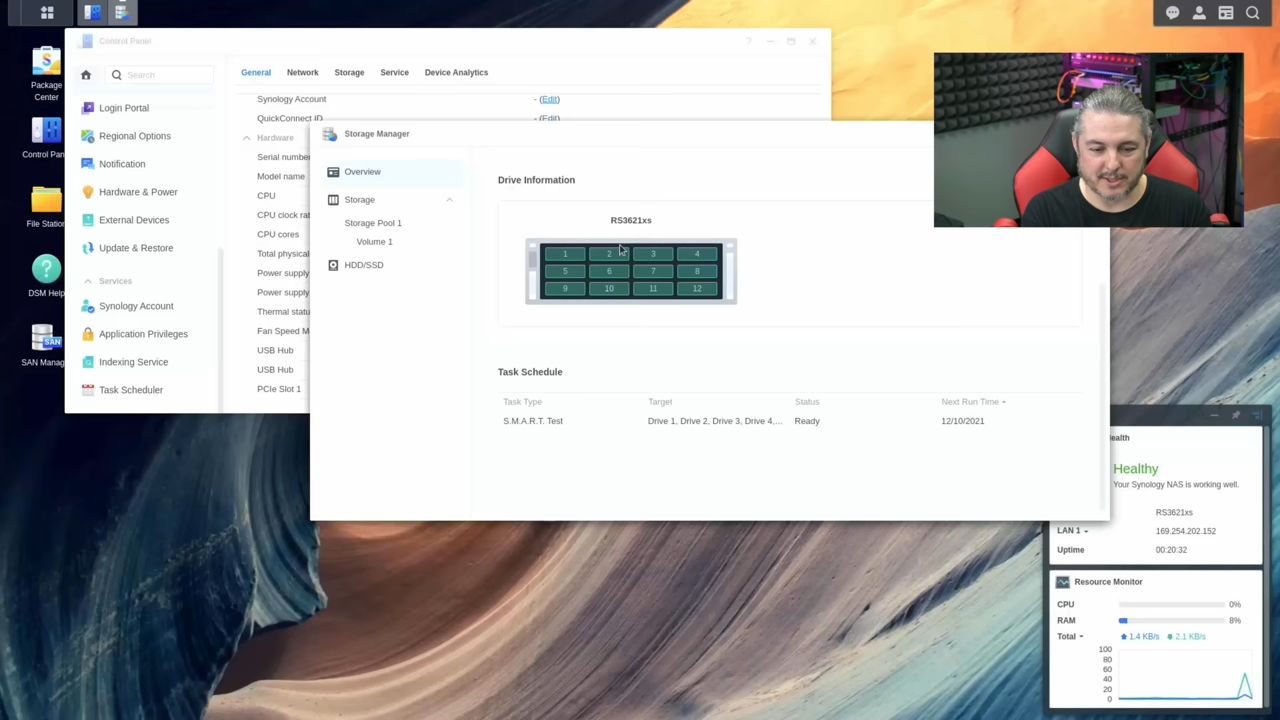 Package
Center
Control Pan
File Station
DSM Help
SAN
SAN Manag
Control Panel
?
Search
Login Portal
Regional Options
Notification
Hardware & Power
External Devices
Update & Restore
Services
Synology Account
Application Privileges
Indexing Service
Task Scheduler
General Network Storage Service Device Analytics
Synology Account - (Edit)
QuickConnect ID - (Edit)
Hardware
Serial number
Model name
CPU
CPU clock rat
CPU cores
Total physical
Power supply
Power supply
Thermal statu
Fan Speed M
USB Hub
USB Hub
PCIe Slot 1
Storage Manager
Overview
Storage
Storage Pool 1
Volume 1
HDD/SSD
Drive Information
RS3621xs
1 2 3 4
5 6 7 8
9 10 11 12
Task Schedule
Task Type Target Status Next Run Time
S.M.A.R.T. Test Drive 1, Drive 2, Drive 3, Drive 4,... Ready 12/10/2021
ealth
Healthy
Your Synology NAS is working well.
RS3621xs
LAN 1 169.254.202.152
Uptime 00:20:32
Resource Monitor
CPU 0%
RAM 8%
Total 1.4 KB/s 2.1 KB/s
100
80
60
40
20
0